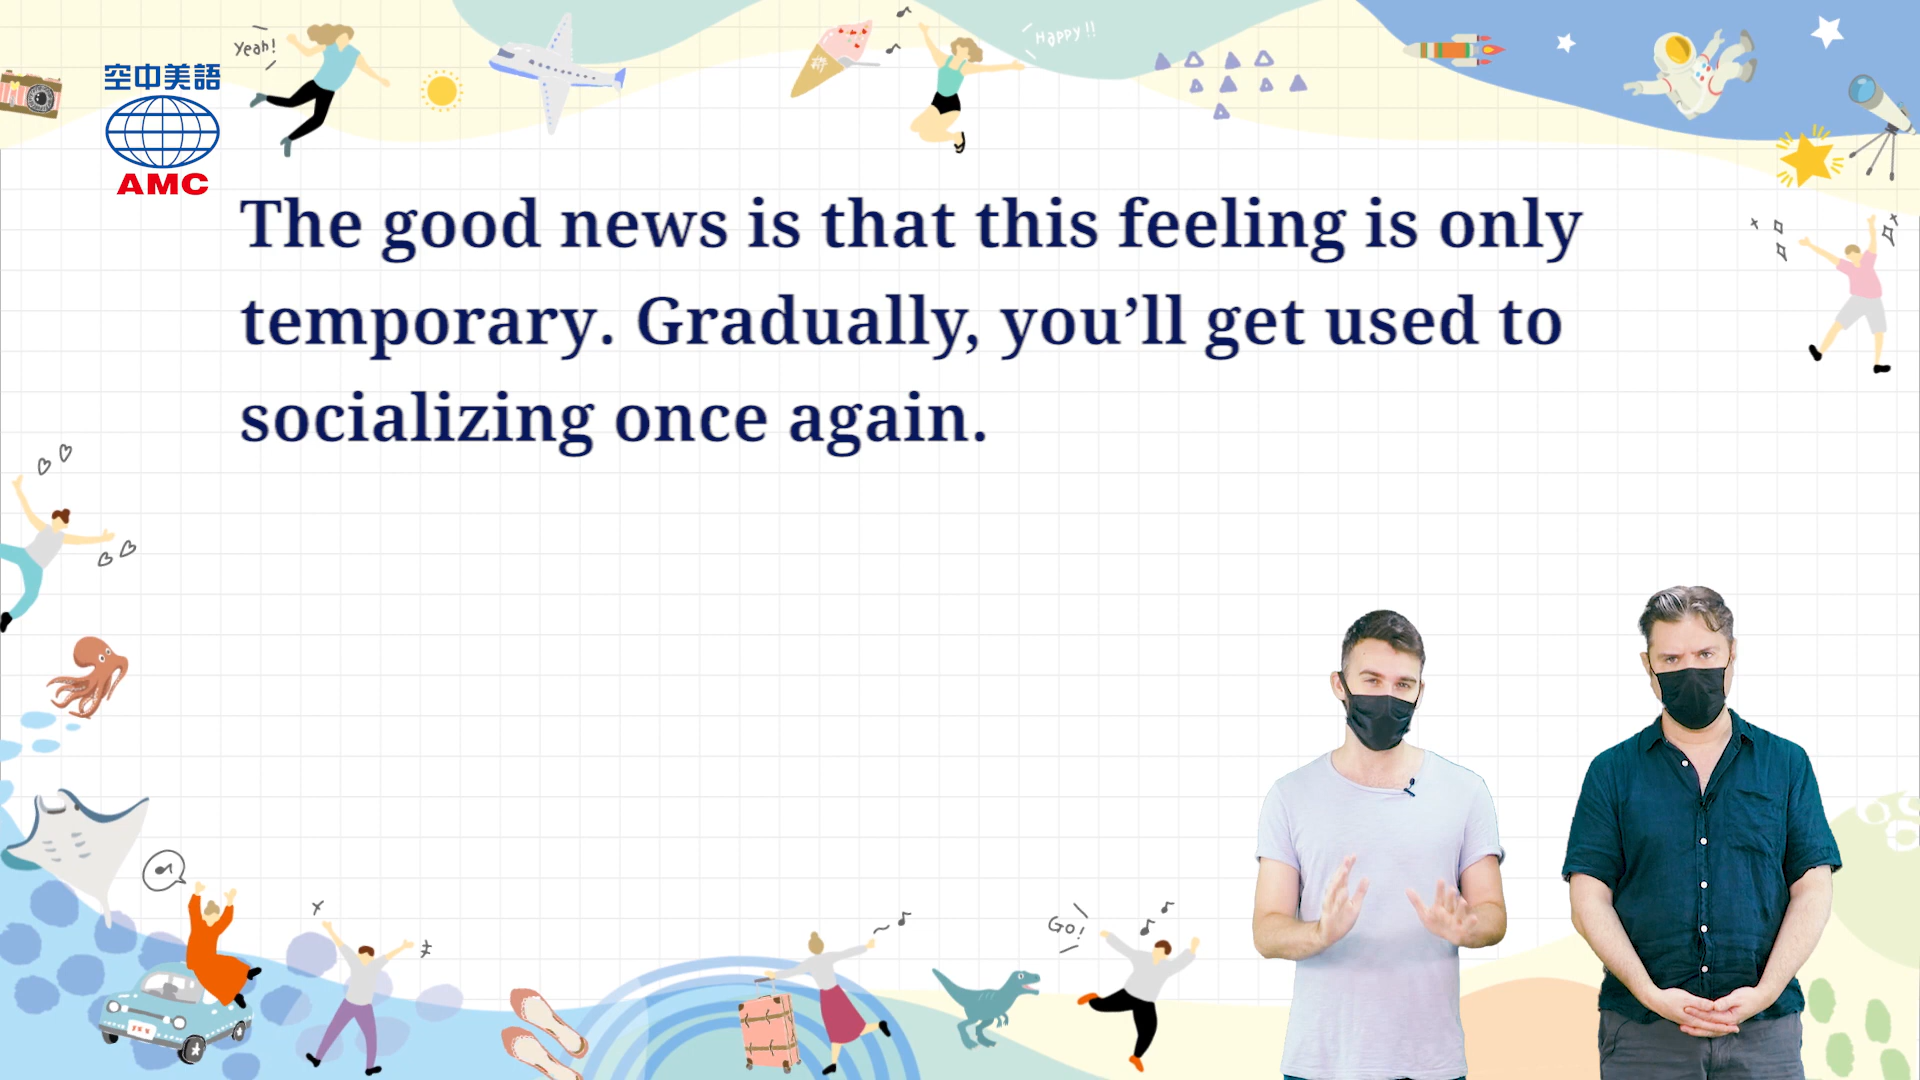 Yeah!
Happy!!
空中美語
AMC
The good news is that this feeling is only
temporary. Gradually, you’ll get used to
socializing once again.
Go!